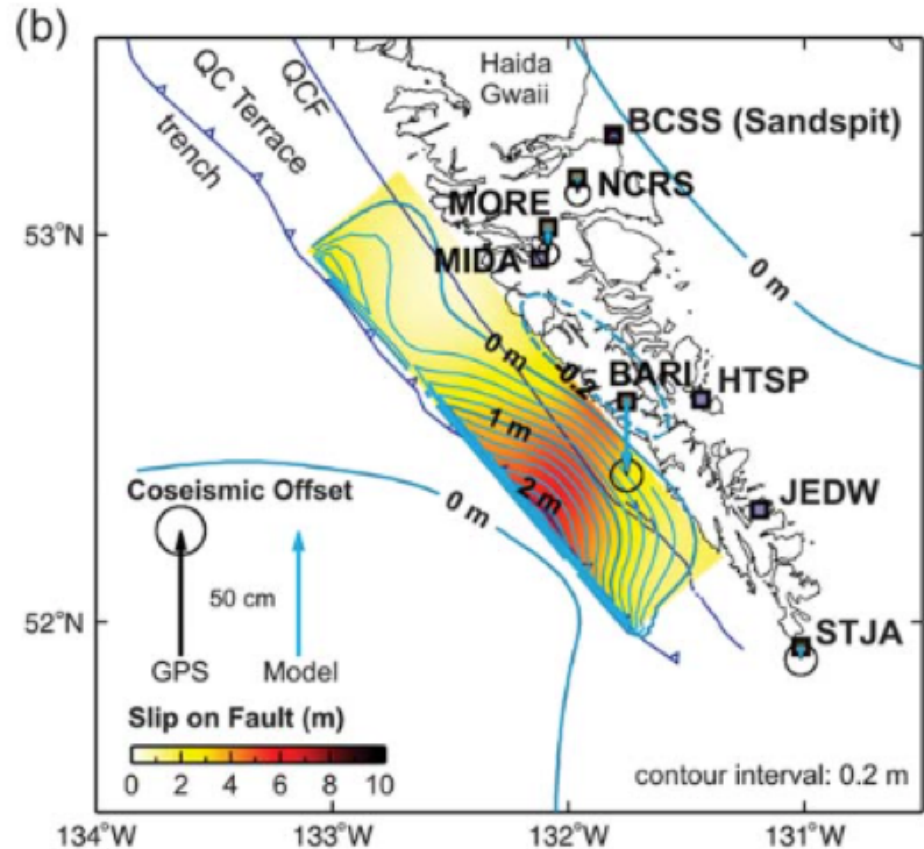 (b)
Haida
Gwaii
QCF
QC Terrace
trench
BCSS (Sandspit)
NCRS
MORE
MIDA
53°N
0 m
0 m
-0.2
BARI
HTSP
1 m
2 m
JEDW
0 m
Coseismic Offset
50 cm
GPS
Model
52°N
STJA
Slip on Fault (m)
0 2 4 6 8 10
contour interval: 0.2 m
134°W 133°W 132°W 131°W